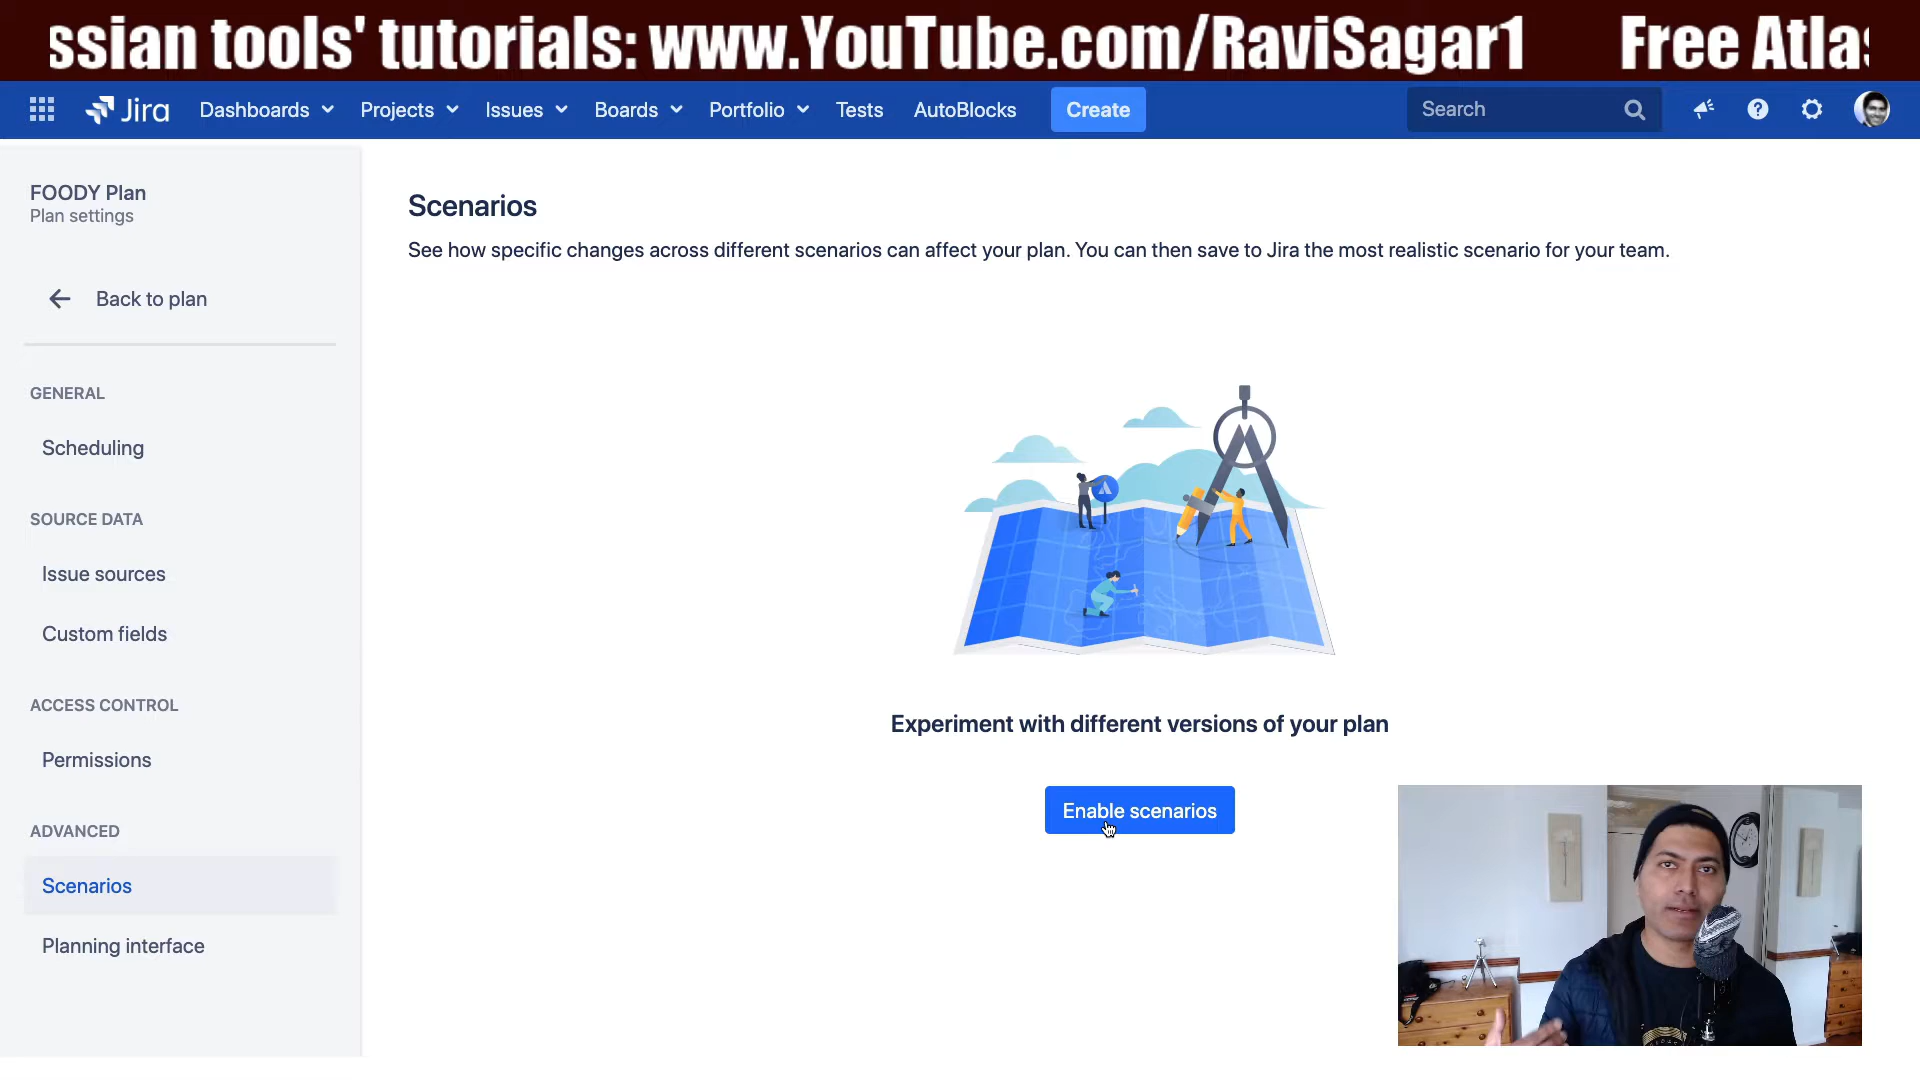 ssian tools' tutorials: www.YouTube.com/RaviSagar1 Free Atla
Jira Dashboards Projects Issues Boards Portfolio Tests AutoBlocks Create Search
FOODY Plan
Plan settings
Back to plan
GENERAL
Scheduling
SOURCE DATA
Issue sources
Custom fields
ACCESS CONTROL
Permissions
ADVANCED
Scenarios
Planning interface
Scenarios
See how specific changes across different scenarios can affect your plan. You can then save to Jira the most realistic scenario for your team.
Experiment with different versions of your plan
Enable scenarios